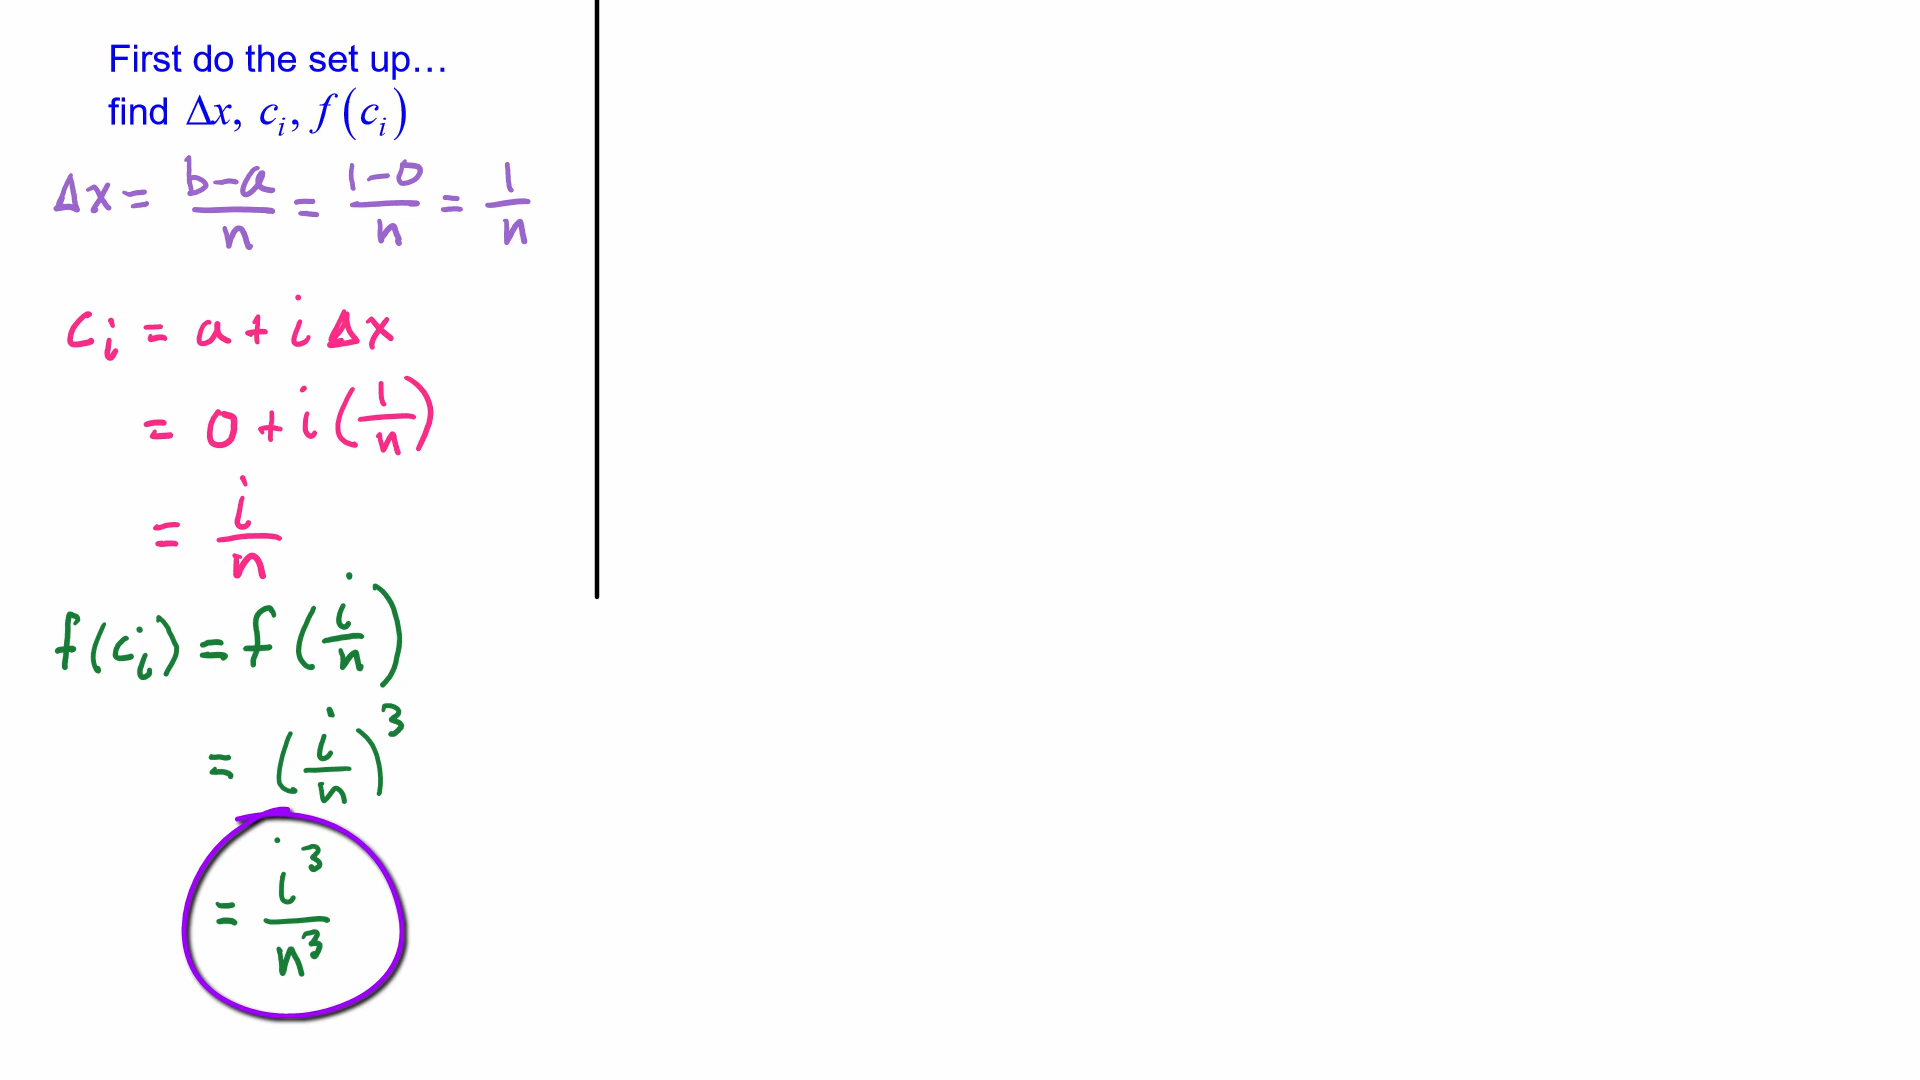 First do the set up…
find Δx, cᵢ, f(cᵢ)
Δx = (b-a)/n = (1-0)/n = 1/n
cᵢ = a + i Δx
= 0 + i (1/n)
= i/n
f(cᵢ) = f(i/n)
= (i/n)³
= i³/n³